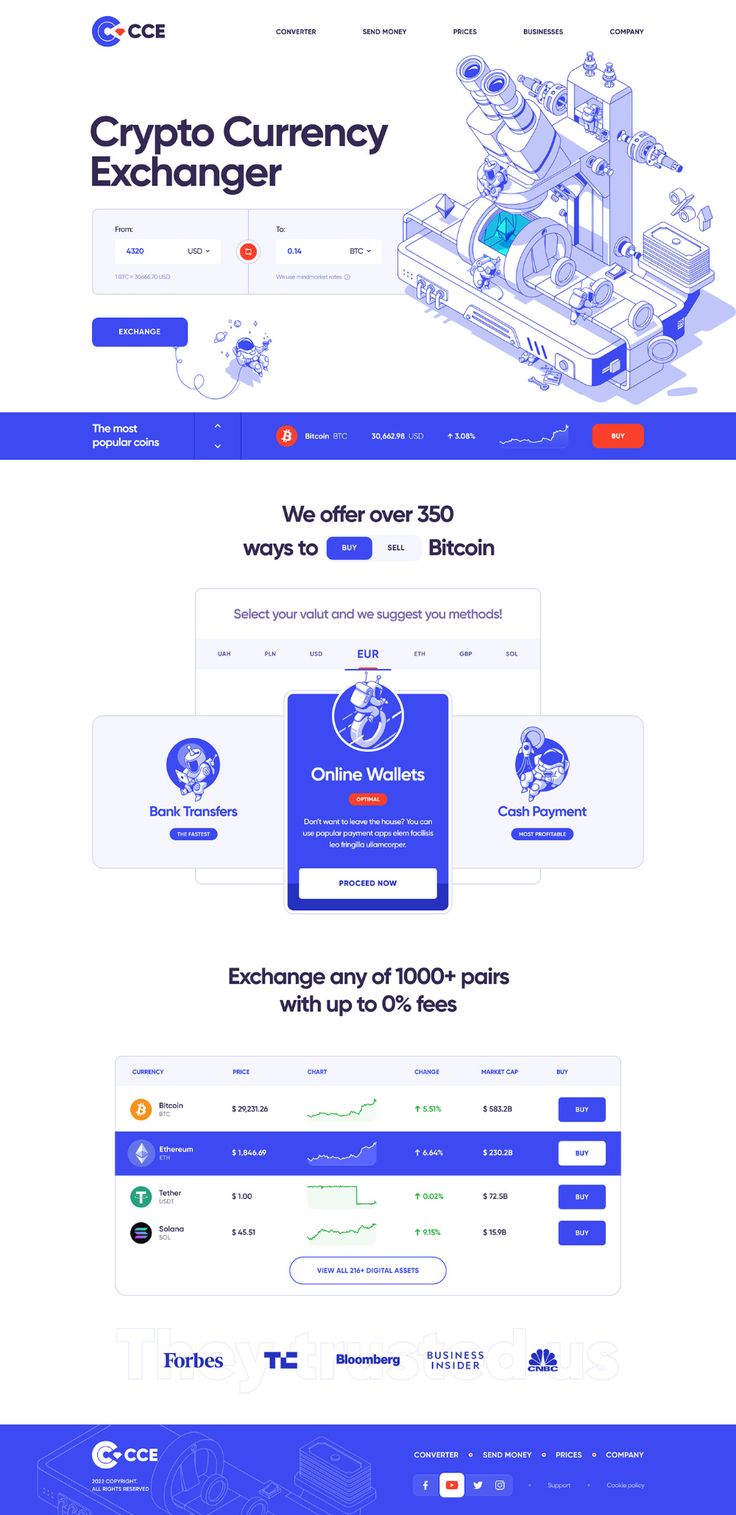 CCE
CONVERTER SEND MONEY PRICES BUSINESSES COMPANY
Crypto Currency
Exchanger
From:
4320 USD
1 BTC = 30666.70 USD
To:
0.14 BTC
We use mindmarket rates
EXCHANGE
The most
popular coins
Bitcoin BTC 30,662.98 USD ↑ 3.08% BUY
We offer over 350
ways to BUY SELL Bitcoin
Select your valut and we suggest you methods!
UAH PLN USD EUR ETH GBP SOL
Bank Transfers
THE FASTEST
Online Wallets
OPTIMAL
Don't want to leave the house? You can
use popular payment apps elem facilisis
leo fringilla ullamcorper.
PROCEED NOW
Cash Payment
MOST PROFITABLE
Exchange any of 1000+ pairs
with up to 0% fees
CURRENCY PRICE CHART CHANGE MARKET CAP BUY
Bitcoin
BTC
$ 29,231.26 ↑ 5.51% $ 583.2B BUY
Ethereum
ETH
$ 1,846.69 ↑ 6.64% $ 230.2B BUY
Tether
USDT
$ 1.00 ↑ 0.02% $ 72.5B BUY
Solana
SOL
$ 45.51 ↑ 9.15% $ 15.9B BUY
VIEW ALL 216+ DIGITAL ASSETS
They trusted us
Forbes
TC
Bloomberg
BUSINESS
INSIDER
CNBC
CCE
2023 COPYRIGHT.
ALL RIGHTS RESERVED
CONVERTER SEND MONEY PRICES COMPANY
Support Cookie policy